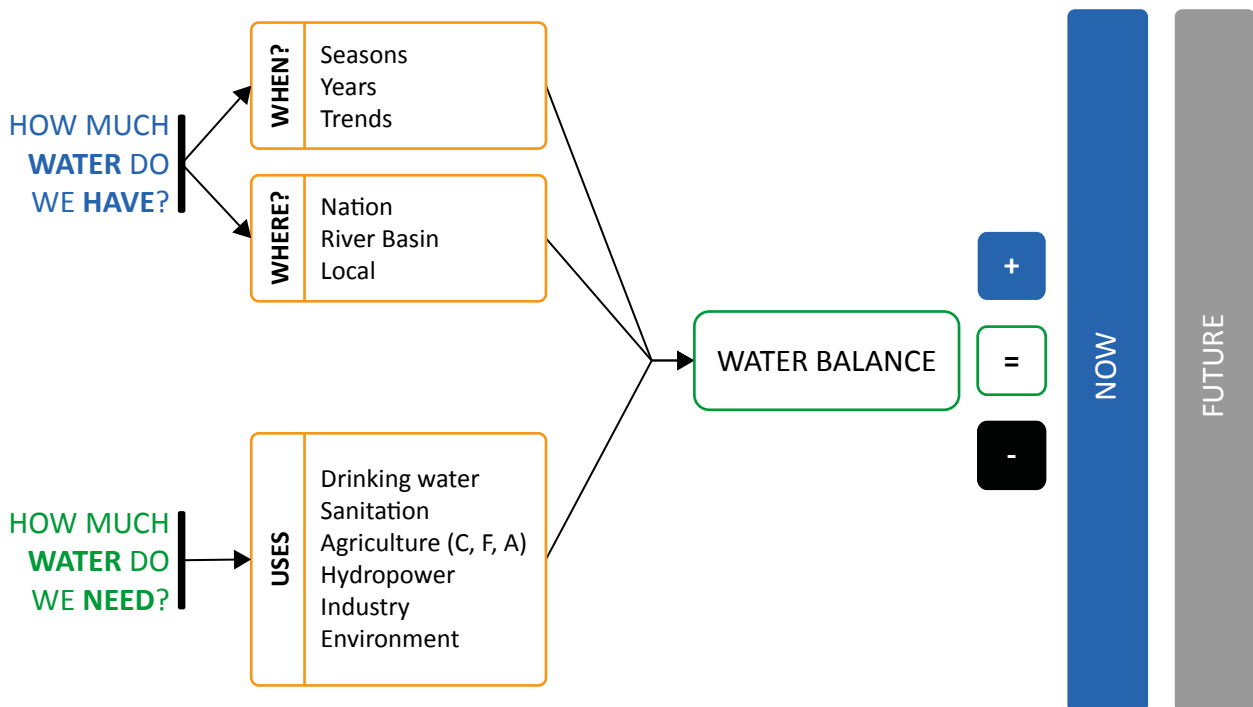 HOW MUCH
WATER DO
WE HAVE?
WHEN?
Seasons
Years
Trends
WHERE?
Nation
River Basin
Local
HOW MUCH
WATER DO
WE NEED?
USES
Drinking water
Sanitation
Agriculture (C, F, A)
Hydropower
Industry
Environment
WATER BALANCE
+
=
-
NOW
FUTURE